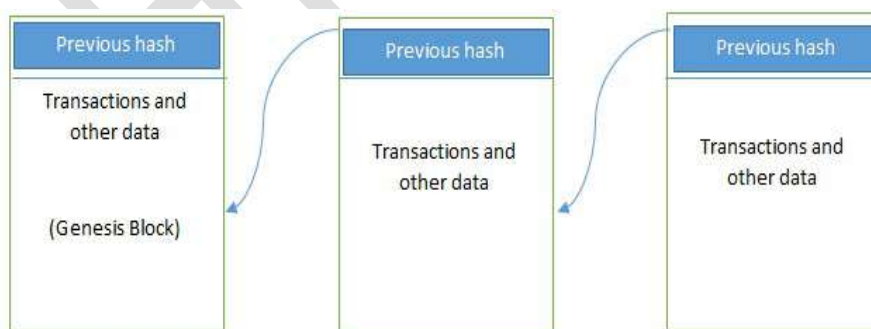 Previous hash
Transactions and
other data
(Genesis Block)
Previous hash
Transactions and
other data
Previous hash
Transactions and
other data